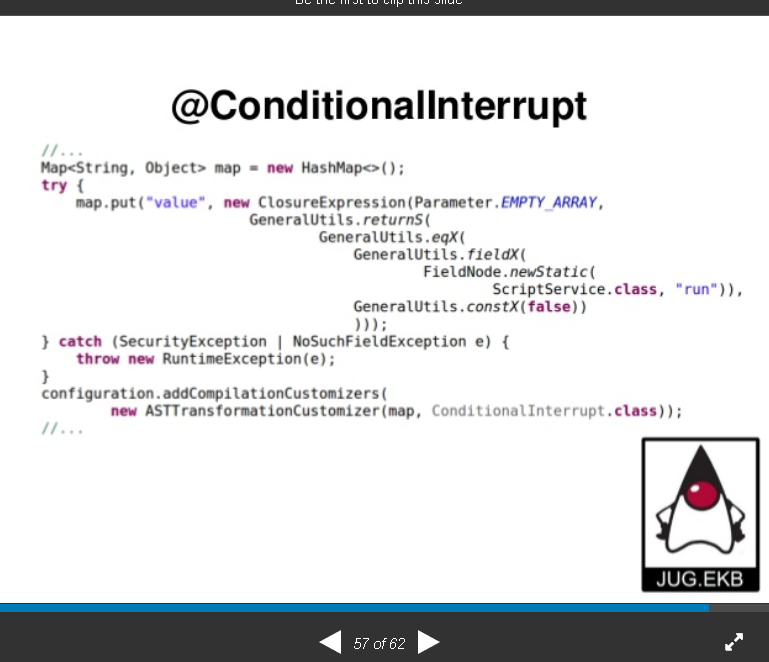 Be the first to clip this slide
@ConditionalInterrupt
//...
Map<String, Object> map = new HashMap<>();
try {
    map.put("value", new ClosureExpression(Parameter.EMPTY_ARRAY,
                        GeneralUtils.returnS(
                                GeneralUtils.eqX(
                                    GeneralUtils.fieldX(
                                            FieldNode.newStatic(
                                                    ScriptService.class, "run")),
                                    GeneralUtils.constX(false))
                                    )));
} catch (SecurityException | NoSuchFieldException e) {
    throw new RuntimeException(e);
}
configuration.addCompilationCustomizers(
        new ASTTransformationCustomizer(map, ConditionalInterrupt.class));
//...
JUG.EKB
57 of 62